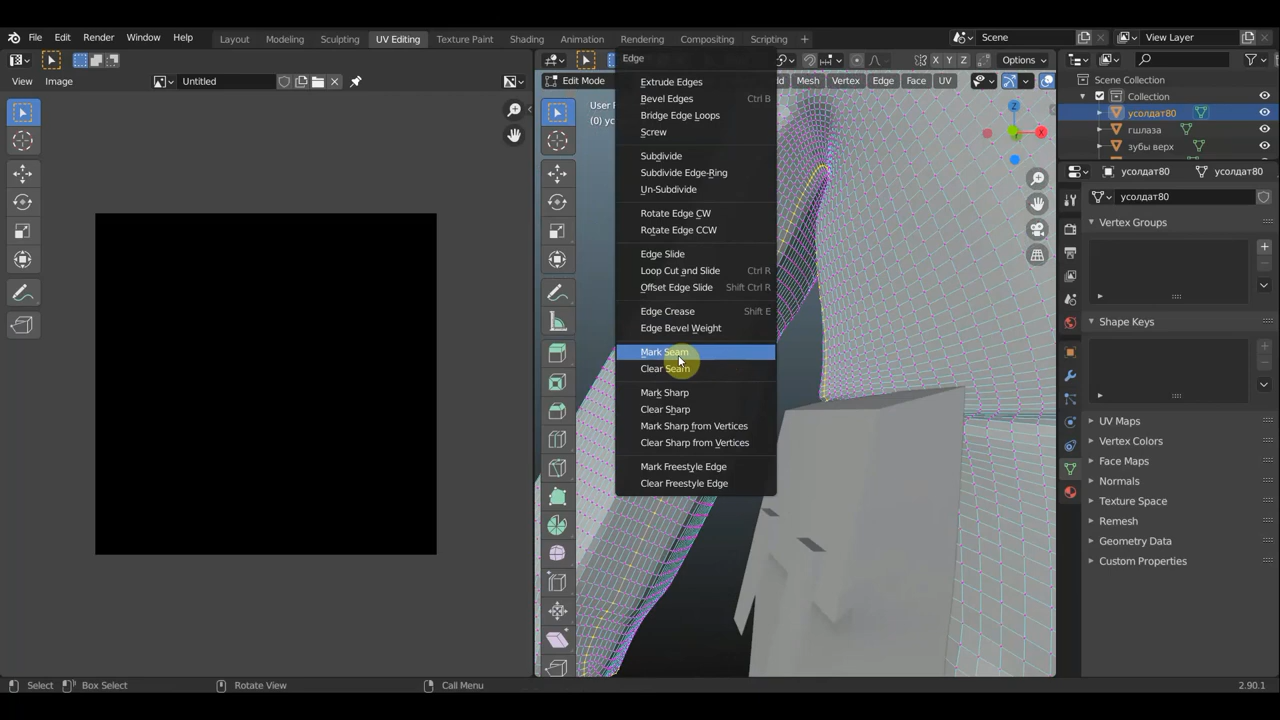 File Edit Render Window Help
Layout Modeling Sculpting UV Editing Texture Paint Shading Animation Rendering Compositing Scripting
Scene
View Layer
View Image
Untitled
Edge
Extrude Edges
Bevel Edges Ctrl B
Bridge Edge Loops
Screw
Subdivide
Subdivide Edge-Ring
Un-Subdivide
Rotate Edge CW
Rotate Edge CCW
Edge Slide
Loop Cut and Slide Ctrl R
Offset Edge Slide Shift Ctrl R
Edge Crease Shift E
Edge Bevel Weight
Mark Seam
Clear Seam
Mark Sharp
Clear Sharp
Mark Sharp from Vertices
Clear Sharp from Vertices
Mark Freestyle Edge
Clear Freestyle Edge
X Y Z
Options
Edit Mode
Mesh Vertex Edge Face UV
Z
X
Scene Collection
Collection
усолдат80
гшлаза
зубы верх
усолдат80 усолдат80
усолдат80
Vertex Groups
Shape Keys
UV Maps
Vertex Colors
Face Maps
Normals
Texture Space
Remesh
Geometry Data
Custom Properties
Select Box Select Rotate View Call Menu 2.90.1